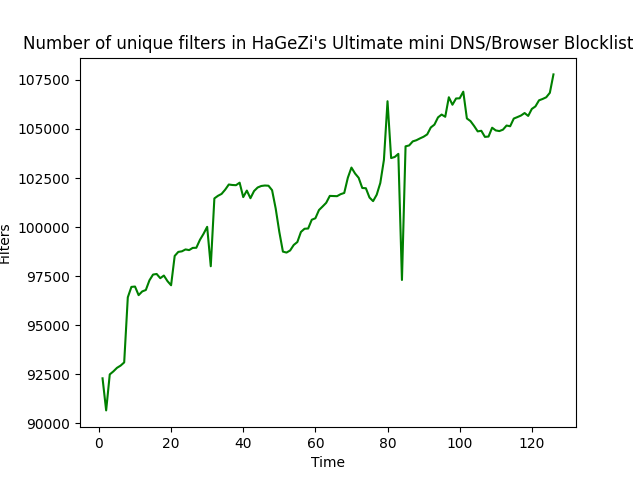 Number of unique filters in HaGeZi's Ultimate mini DNS/Browser Blocklist
107500
105000
102500
100000
97500
95000
92500
90000
Filters
0 20 40 60 80 100 120
Time